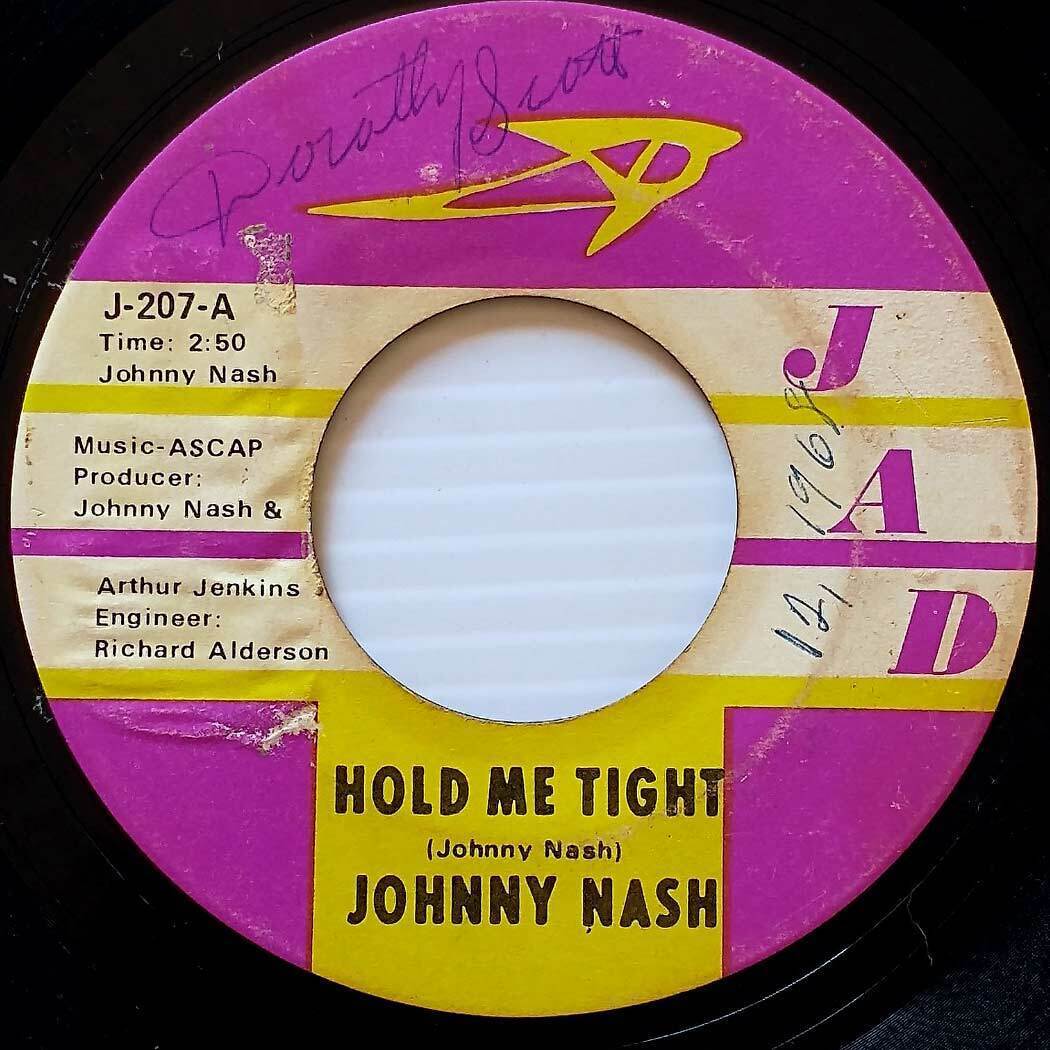 Dorothy Scott
J-207-A
Time: 2:50
Johnny Nash
Music-ASCAP
Producer:
Johnny Nash &
Arthur Jenkins
Engineer:
Richard Alderson
JAD
12, 1968
HOLD ME TIGHT
(Johnny Nash)
JOHNNY NASH